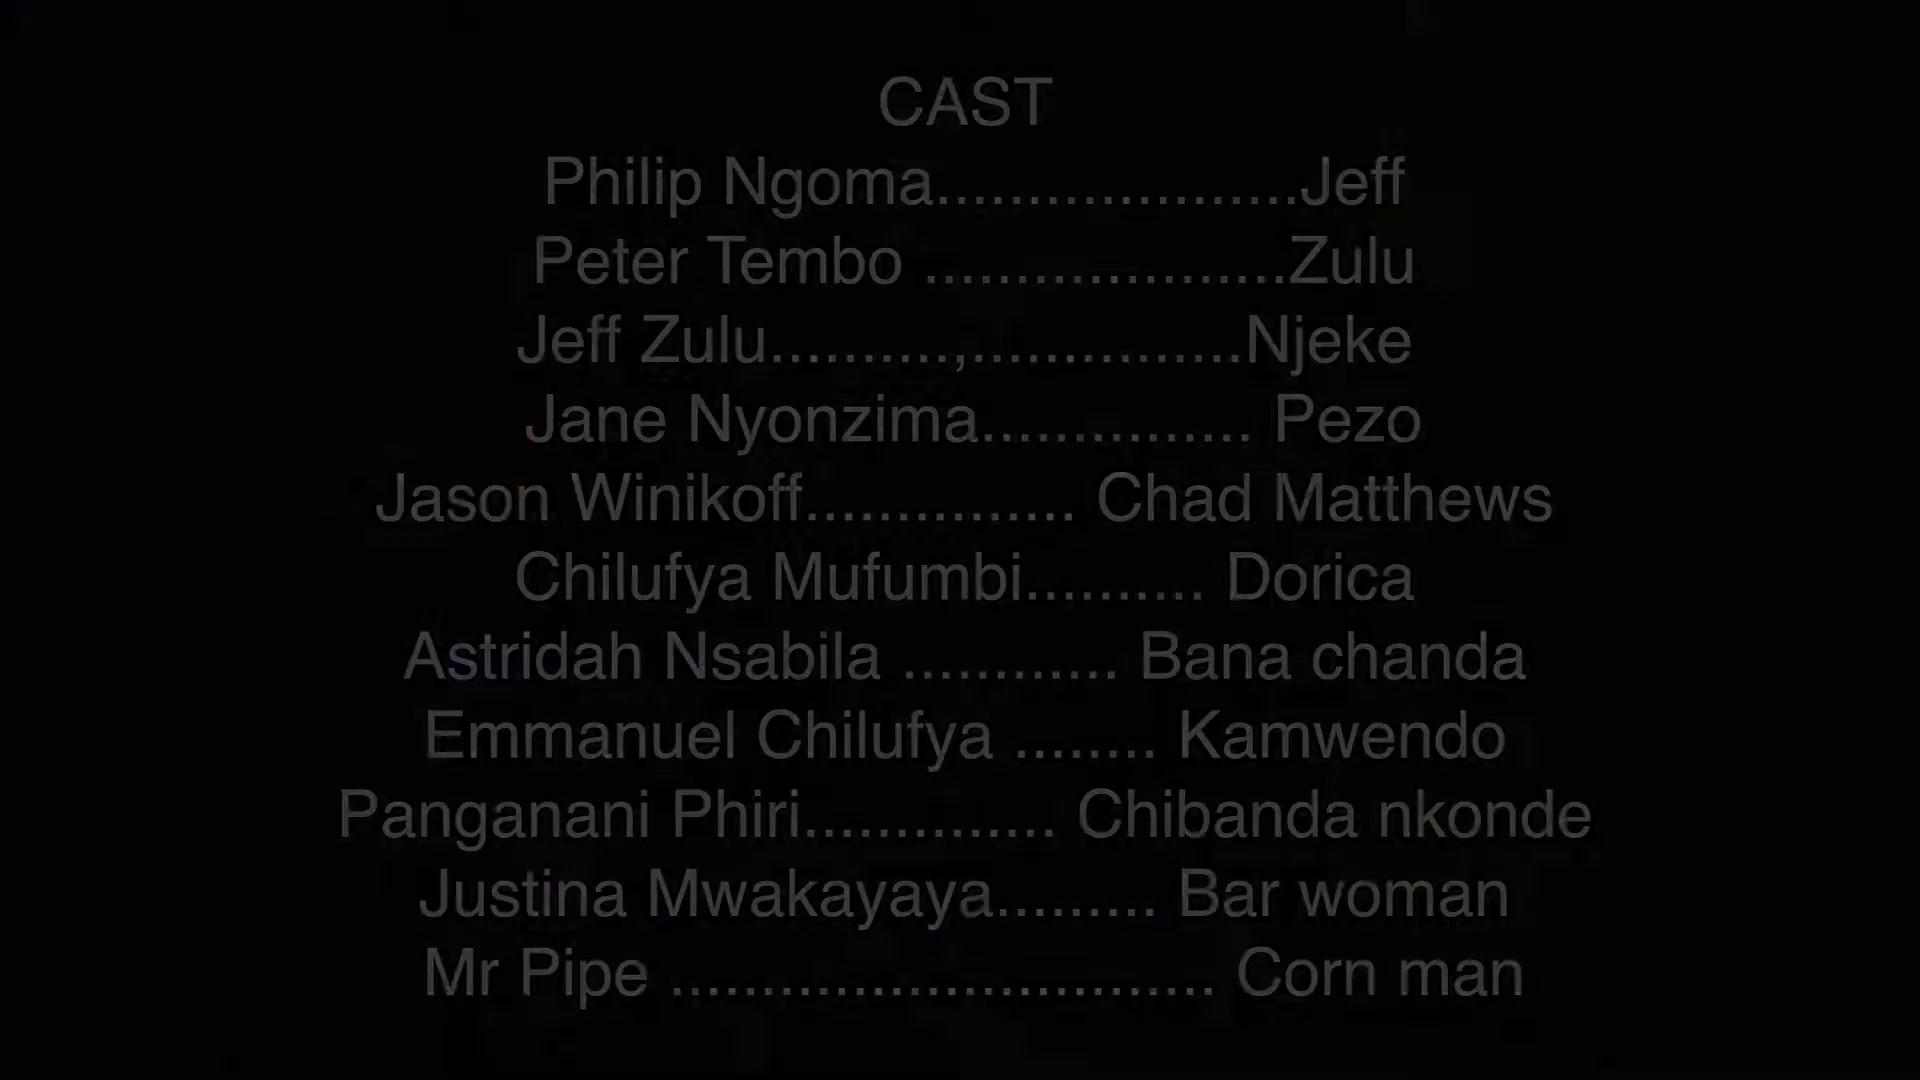 CAST
Philip Ngoma....................Jeff
Peter Tembo ....................Zulu
Jeff Zulu..........,...............Njeke
Jane Nyonzima............... Pezo
Jason Winikoff............... Chad Matthews
Chilufya Mufumbi.......... Dorica
Astridah Nsabila ............ Bana chanda
Emmanuel Chilufya ........ Kamwendo
Panganani Phiri.............. Chibanda nkonde
Justina Mwakayaya......... Bar woman
Mr Pipe .............................. Corn man